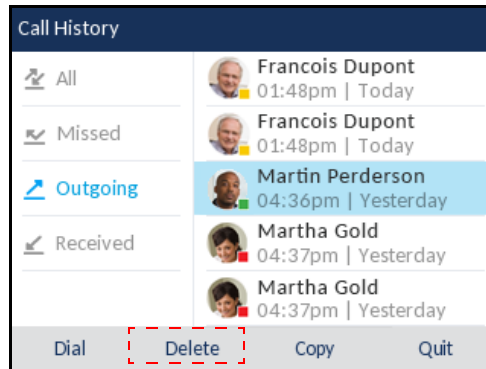 Call History
All
Missed
Outgoing
Received
Francois Dupont
01:48pm | Today
Francois Dupont
01:48pm | Today
Martin Perderson
04:36pm | Yesterday
Martha Gold
04:37pm | Yesterday
Martha Gold
04:37pm | Yesterday
Dial Delete Copy Quit